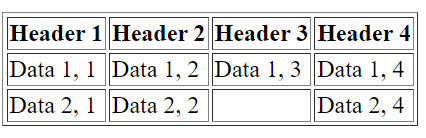 Header 1 Header 2 Header 3 Header 4
Data 1, 1 Data 1, 2 Data 1, 3 Data 1, 4
Data 2, 1 Data 2, 2 Data 2, 4